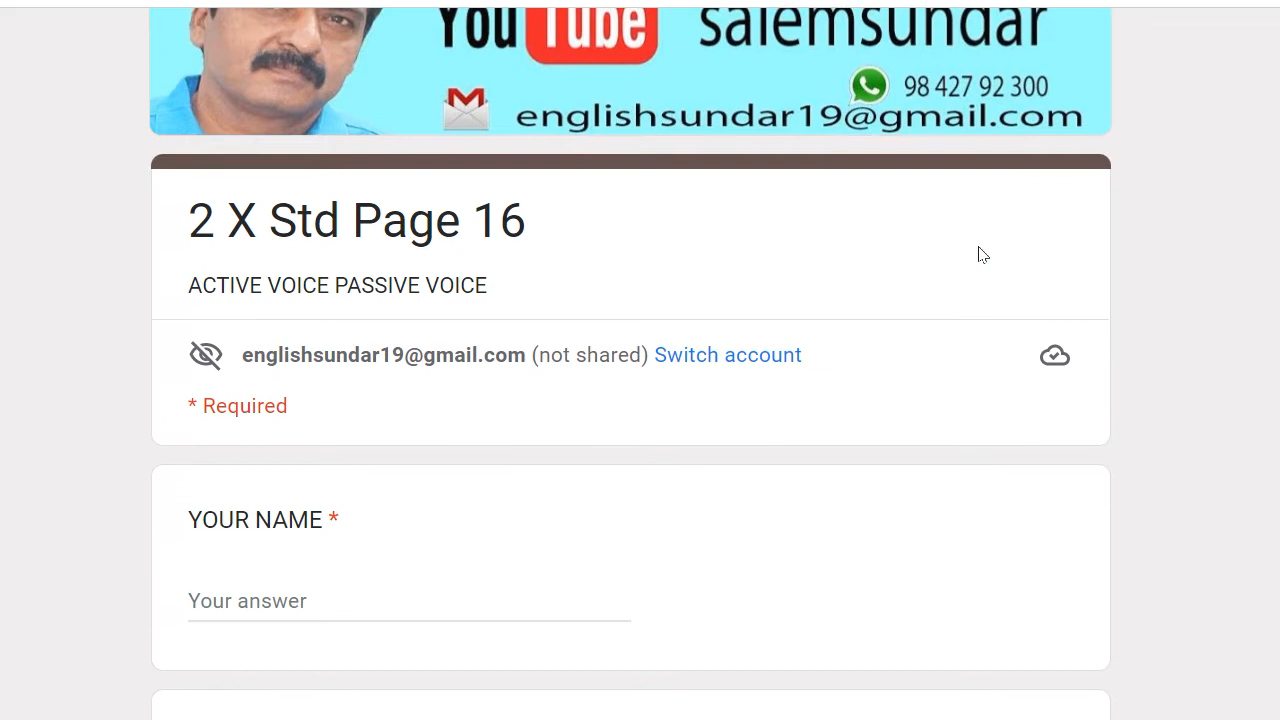 YouTube salemsundar
98 427 92 300
englishsundar19@gmail.com
2 X Std Page 16
ACTIVE VOICE PASSIVE VOICE
englishsundar19@gmail.com (not shared) Switch account
* Required
YOUR NAME *
Your answer